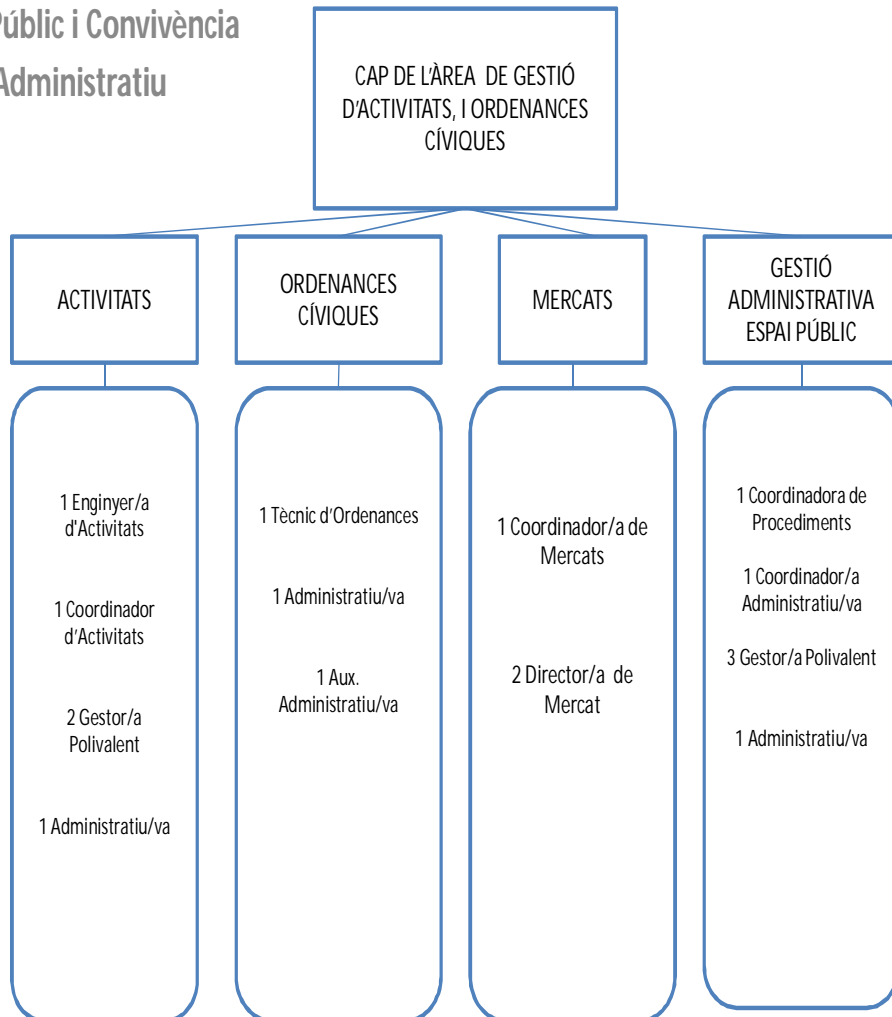 Públic i Convivència
Administratiu
CAP DE L'ÀREA DE GESTIÓ
D'ACTIVITATS, I ORDENANCES
CÍVIQUES
ACTIVITATS
ORDENANCES
CÍVIQUES
MERCATS
GESTIÓ
ADMINISTRATIVA
ESPAI PÚBLIC
1 Enginyer/a
d'Activitats
1 Coordinador
d'Activitats
2 Gestor/a
Polivalent
1 Administratiu/va
1 Tècnic d'Ordenances
1 Administratiu/va
1 Aux.
Administratiu/va
1 Coordinador/a de
Mercats
2 Director/a de
Mercat
1 Coordinadora de
Procediments
1 Coordinador/a
Administratiu/va
3 Gestor/a Polivalent
1 Administratiu/va